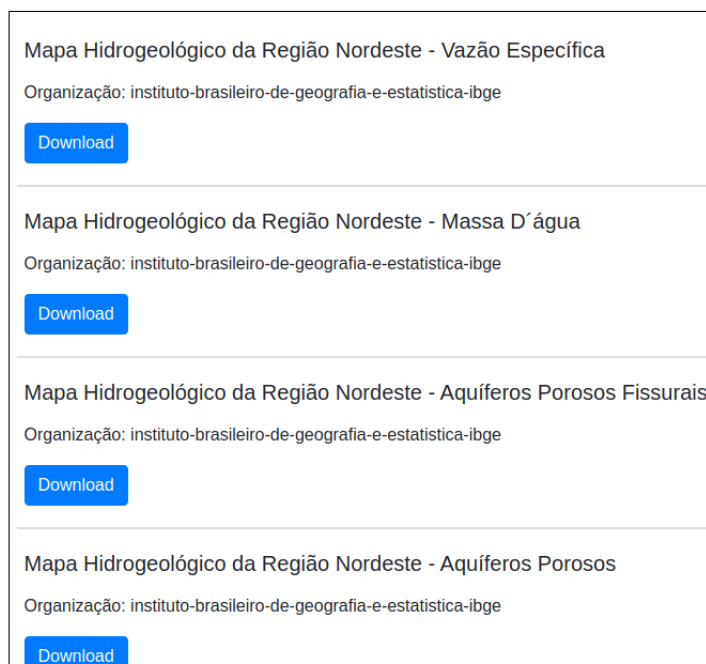 Mapa Hidrogeológico da Região Nordeste - Vazão Específica
Organização: instituto-brasileiro-de-geografia-e-estatistica-ibge
Download
Mapa Hidrogeológico da Região Nordeste - Massa D´água
Organização: instituto-brasileiro-de-geografia-e-estatistica-ibge
Download
Mapa Hidrogeológico da Região Nordeste - Aquíferos Porosos Fissurais
Organização: instituto-brasileiro-de-geografia-e-estatistica-ibge
Download
Mapa Hidrogeológico da Região Nordeste - Aquíferos Porosos
Organização: instituto-brasileiro-de-geografia-e-estatistica-ibge
Download